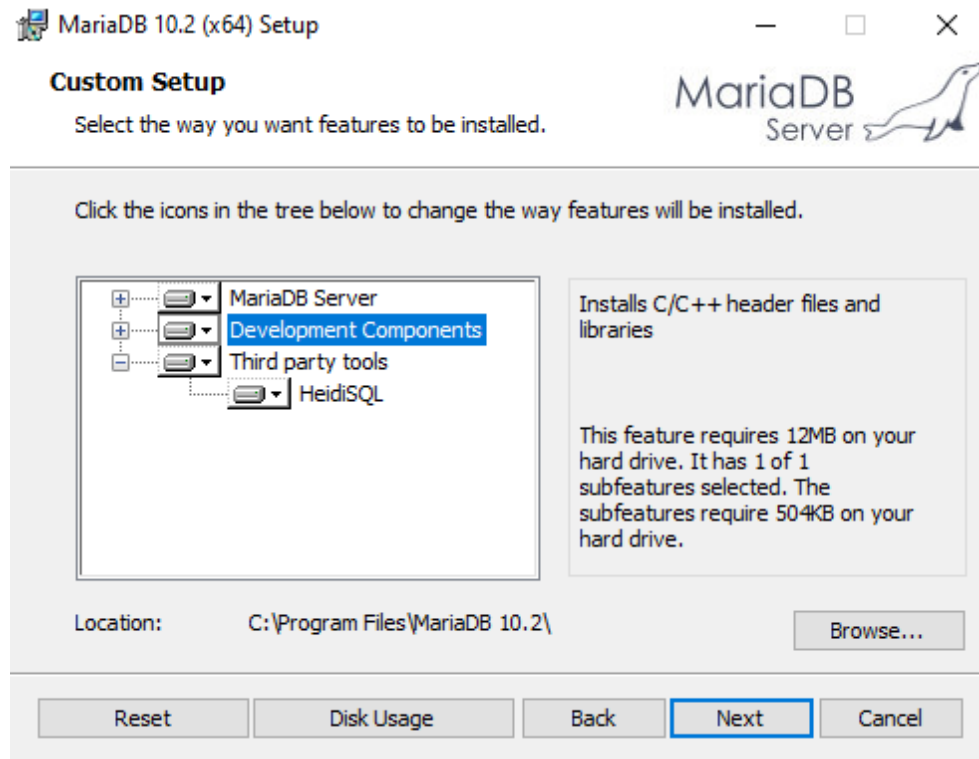 MariaDB 10.2 (x64) Setup
Custom Setup
Select the way you want features to be installed.
MariaDB
Server
Click the icons in the tree below to change the way features will be installed.
MariaDB Server
Development Components
Third party tools
HeidiSQL
Installs C/C++ header files and
libraries
This feature requires 12MB on your
hard drive. It has 1 of 1
subfeatures selected. The
subfeatures require 504KB on your
hard drive.
Location: C:\Program Files\MariaDB 10.2\
Browse...
Reset Disk Usage Back Next Cancel